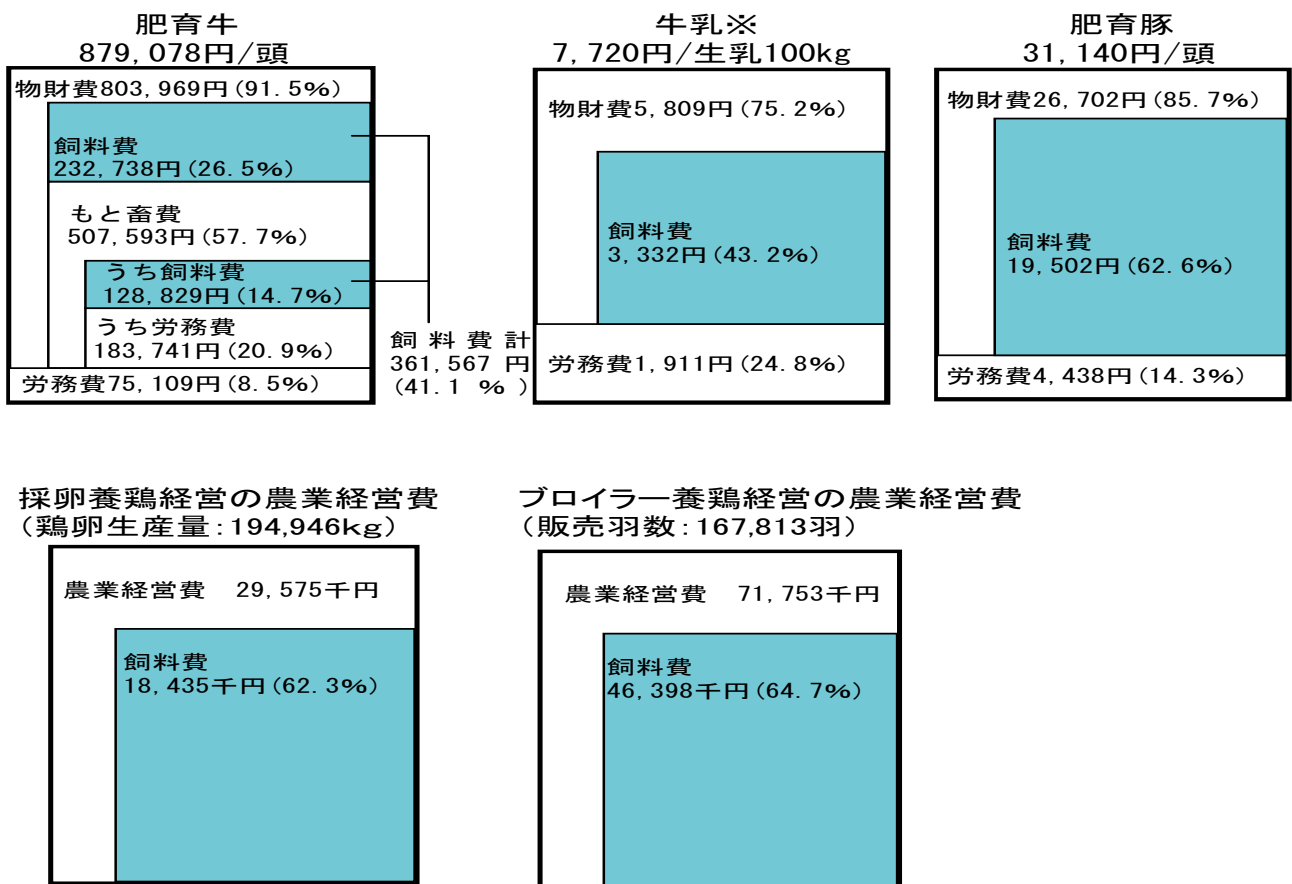 肥育牛
879,078円/頭
物財費803,969円(91.5%)
飼料費
232,738円(26.5%)
もと畜費
507,593円(57.7%)
うち飼料費
128,829円(14.7%)
うち労務費
183,741円(20.9%)
労務費75,109円(8.5%)
飼料費計
361,567円
(41.1%)
牛乳※
7,720円/生乳100kg
物財費5,809円(75.2%)
飼料費
3,332円(43.2%)
労務費1,911円(24.8%)
肥育豚
31,140円/頭
物財費26,702円(85.7%)
飼料費
19,502円(62.6%)
労務費4,438円(14.3%)
採卵養鶏経営の農業経営費
(鶏卵生産量:194,946kg)
農業経営費　29,575千円
飼料費
18,435千円(62.3%)
ブロイラー養鶏経営の農業経営費
(販売羽数:167,813羽)
農業経営費　71,753千円
飼料費
46,398千円(64.7%)